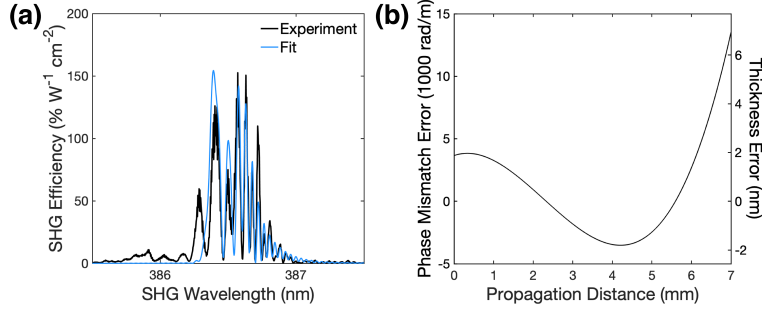 (a)
200
150
100
50
0
SHG Efficiency (% W⁻¹ cm⁻²)
Experiment
Fit
386
387
SHG Wavelength (nm)
(b)
15
10
5
0
-5
Phase Mismatch Error (1000 rad/m)
6
4
2
0
-2
Thickness Error (nm)
0 1 2 3 4 5 6 7
Propagation Distance (mm)